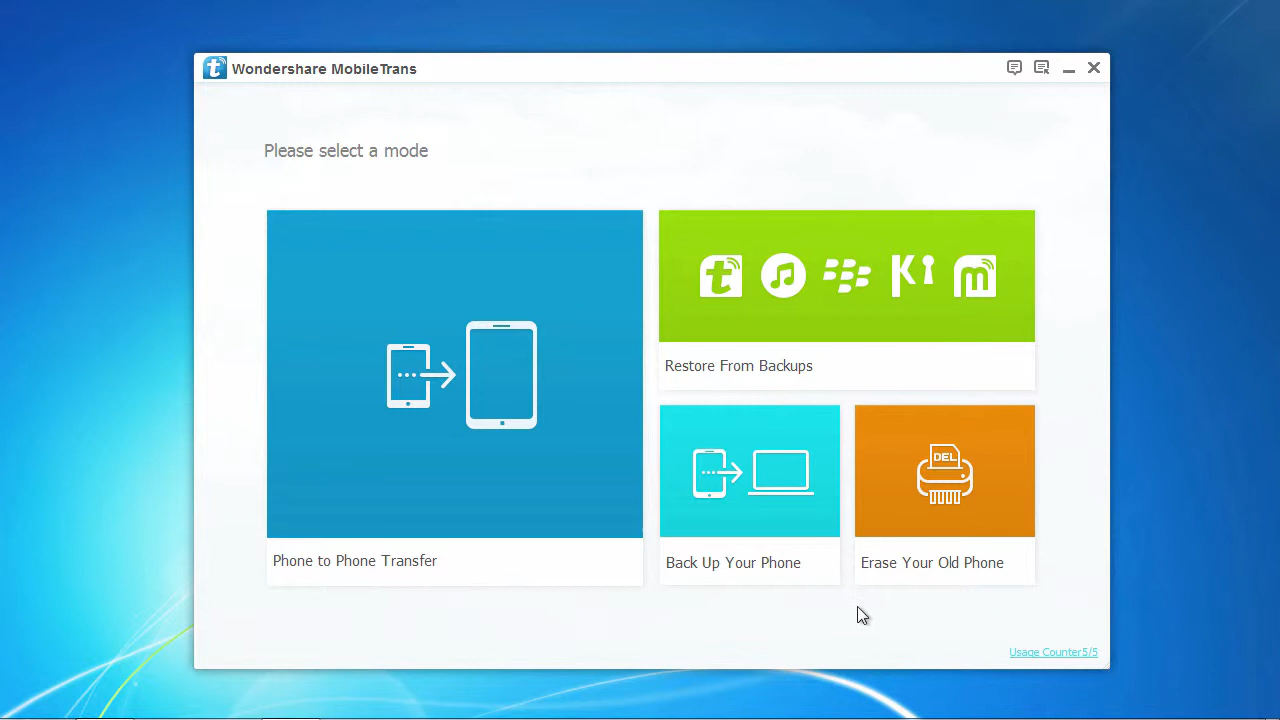 Wondershare MobileTrans
Please select a mode
Restore From Backups
DEL
Phone to Phone Transfer
Back Up Your Phone
Erase Your Old Phone
Usage Counter5/5